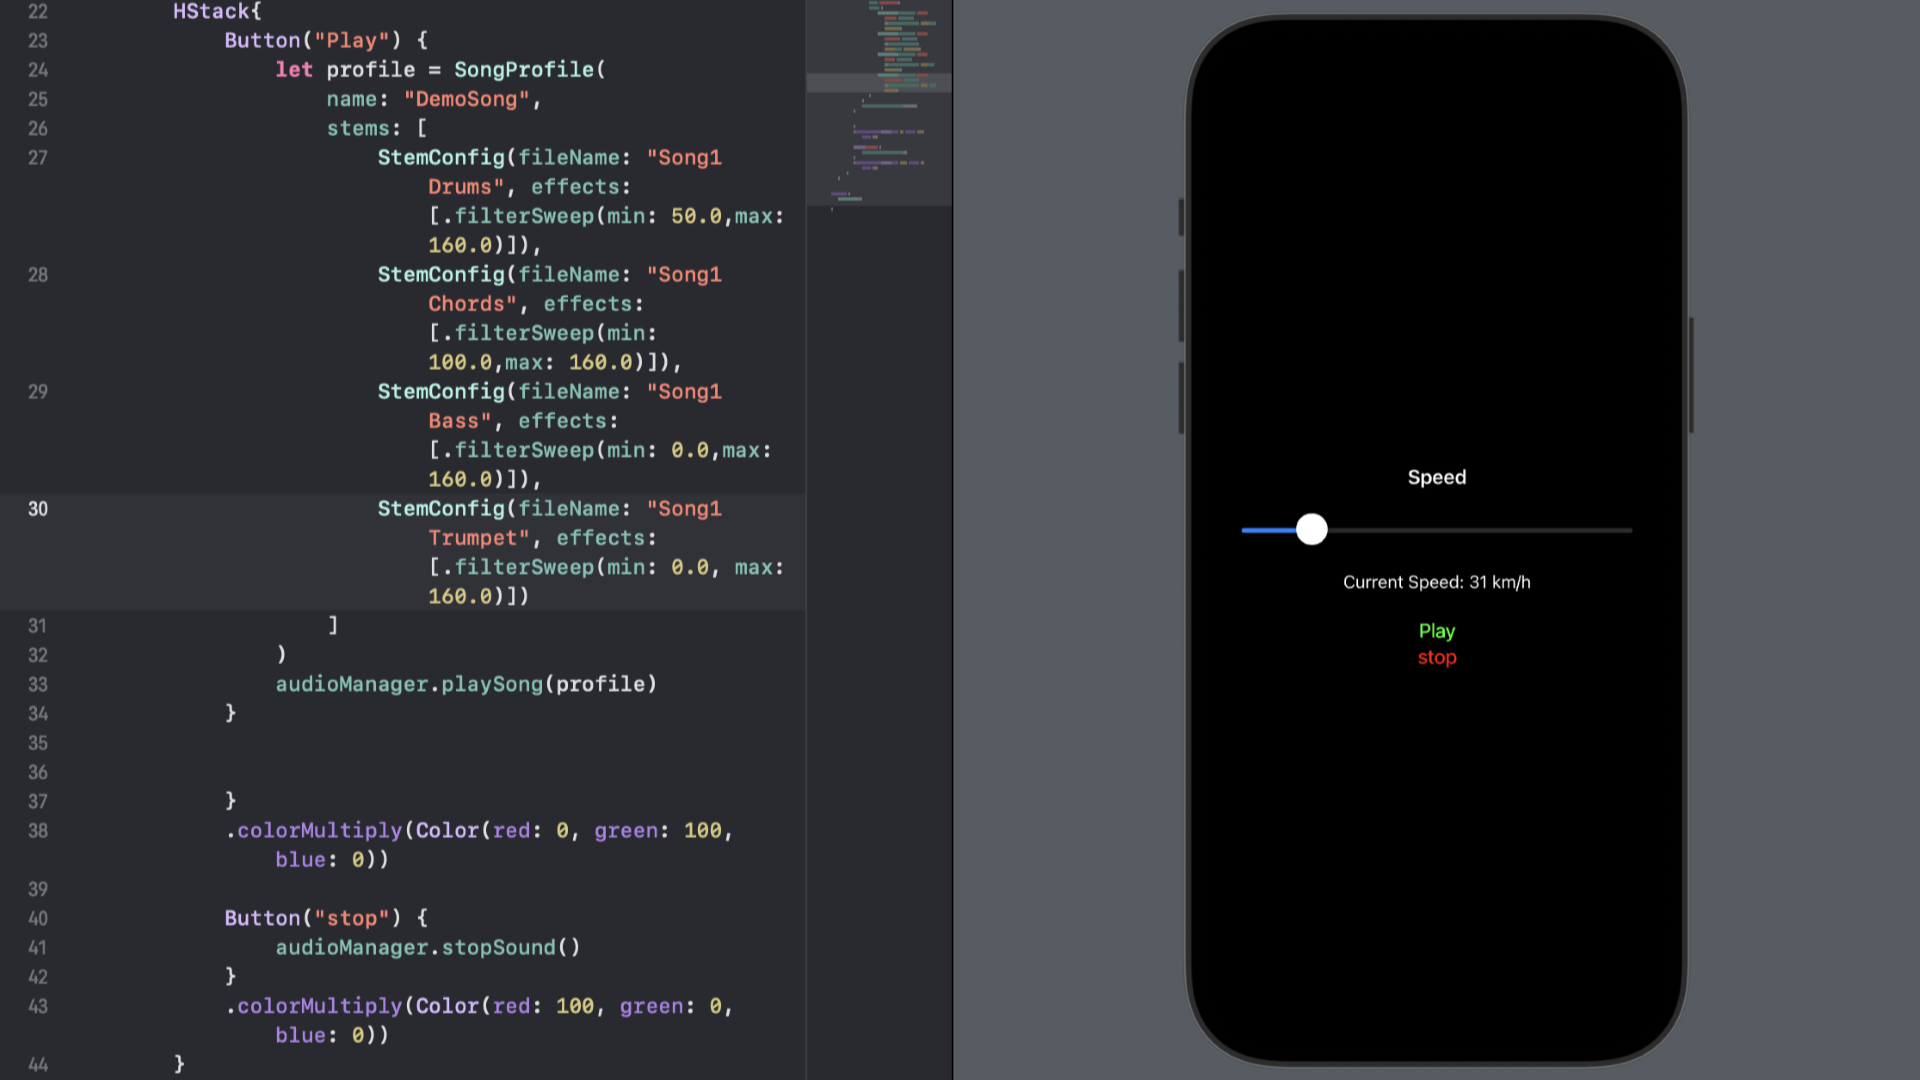 22 HStack{
23 Button("Play") {
24 let profile = SongProfile(
25 name: "DemoSong",
26 stems: [
27 StemConfig(fileName: "Song1
Drums", effects:
[.filterSweep(min: 50.0,max:
160.0)]),
28 StemConfig(fileName: "Song1
Chords", effects:
[.filterSweep(min:
100.0,max: 160.0)]),
29 StemConfig(fileName: "Song1
Bass", effects:
[.filterSweep(min: 0.0,max:
160.0)]),
30 StemConfig(fileName: "Song1
Trumpet", effects:
[.filterSweep(min: 0.0, max:
160.0)])
31 ]
32 )
33 audioManager.playSong(profile)
34 }
35
36
37 }
38 .colorMultiply(Color(red: 0, green: 100,
blue: 0))
39
40 Button("stop") {
41 audioManager.stopSound()
42 }
43 .colorMultiply(Color(red: 100, green: 0,
blue: 0))
44 }
Speed
Current Speed: 31 km/h
Play
stop